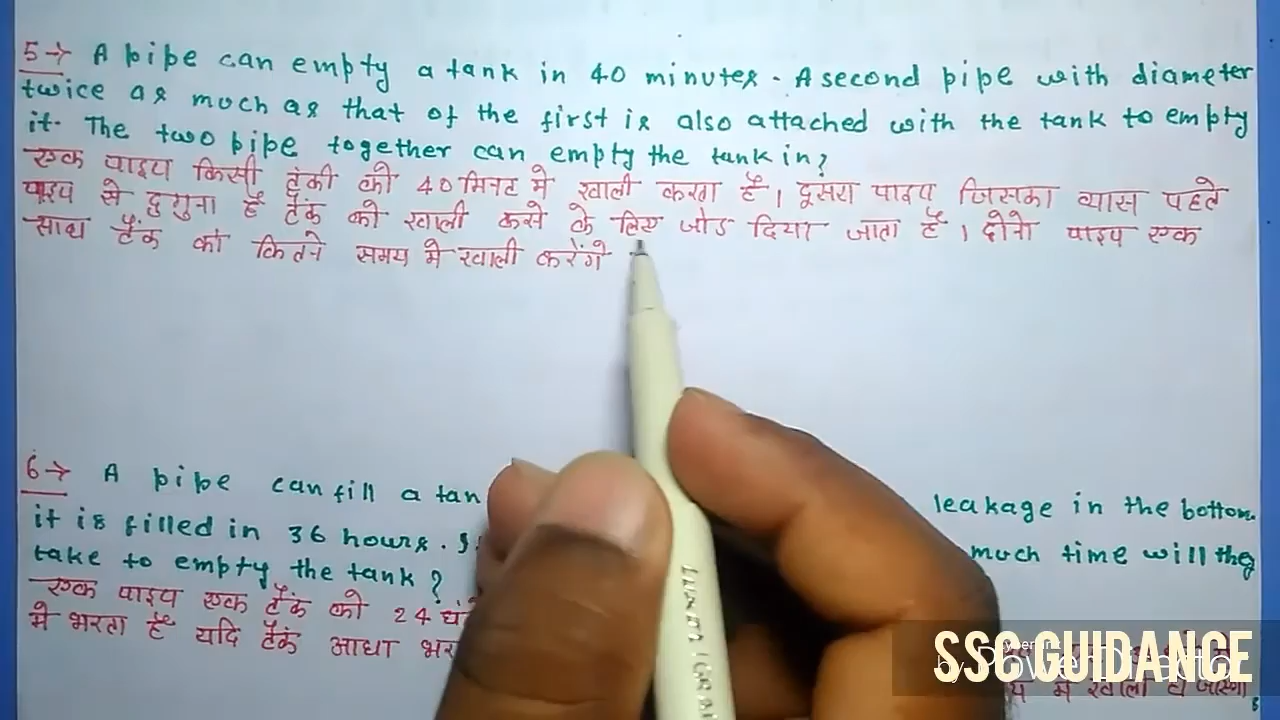 5→ A pipe can empty a tank in 40 minutes. A second pipe with diameter
twice as much as that of the first is also attached with the tank to empty
it. The two pipe together can empty the tank in?
एक पाइप किसी टंकी को 40 मिनट मे खाली करता है। दूसरा पाइप जिसका व्यास पहले
पाइप से दुगुना है टैंक को खाली करने के लिए जोड दिया जाता है। दोनो पाइप एक
साथ टैंक को कितने समय मे खाली करेंगे
6→ A pipe can fill a tan leakage in the bottom.
it is filled in 36 hours. much time will they
take to empty the tank?
एक पाइप एक टैंक को 24
मे भरता है यदि टैंक आधा भर
मे खाली हो जाएगा
SSC GUIDANCE
by PowerDirector